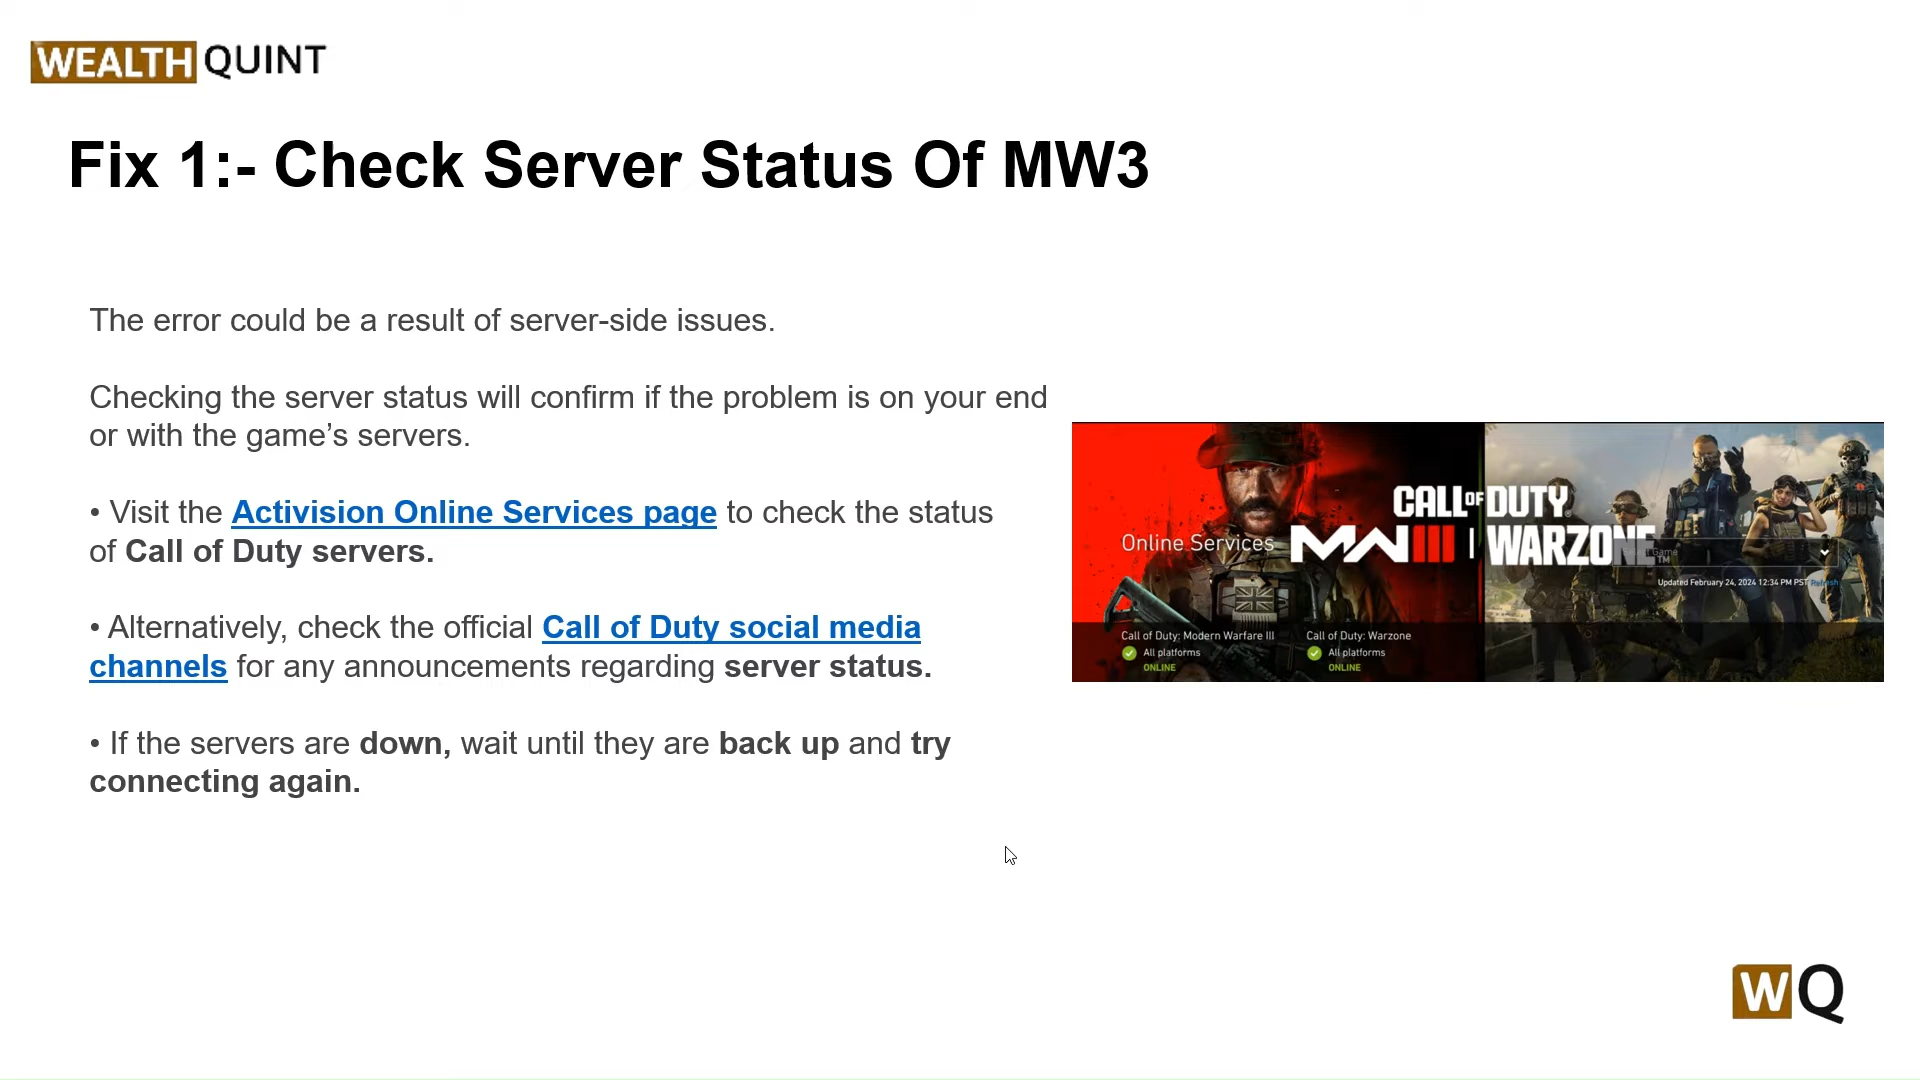 WEALTH QUINT
Fix 1:- Check Server Status Of MW3
The error could be a result of server-side issues.
Checking the server status will confirm if the problem is on your end
or with the game’s servers.
• Visit the Activision Online Services page to check the status
of Call of Duty servers.
• Alternatively, check the official Call of Duty social media
channels for any announcements regarding server status.
• If the servers are down, wait until they are back up and try
connecting again.
CALL OF DUTY
Online Services MWIII | WARZONE™
Game
Updated February 24, 2024 12:34 PM PST Refresh
Call of Duty: Modern Warfare III Call of Duty: Warzone
All platforms All platforms
ONLINE ONLINE
WQ